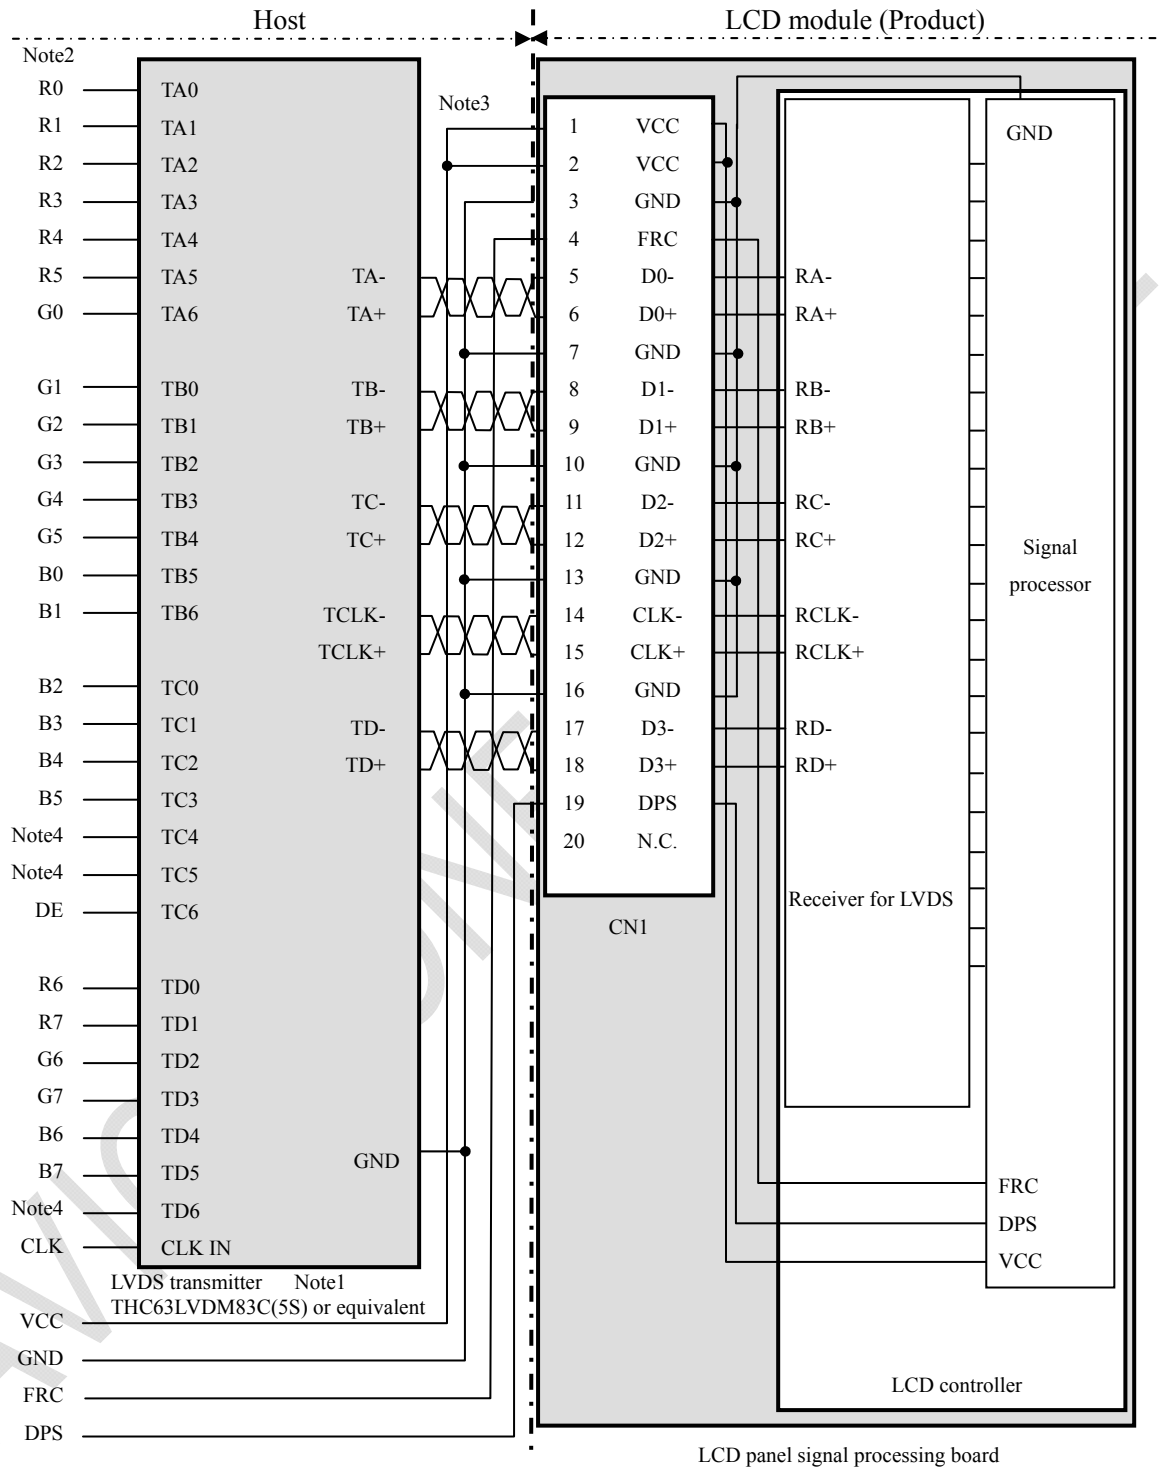 Host
LCD module (Product)
Note2
R0 TA0
R1 TA1
R2 TA2
R3 TA3
R4 TA4
R5 TA5 TA-
G0 TA6 TA+
G1 TB0 TB-
G2 TB1 TB+
G3 TB2
G4 TB3 TC-
G5 TB4 TC+
B0 TB5
B1 TB6 TCLK-
TCLK+
B2 TC0
B3 TC1 TD-
B4 TC2 TD+
B5 TC3
Note4 TC4
Note4 TC5
DE TC6
R6 TD0
R7 TD1
G6 TD2
G7 TD3
B6 TD4
B7 TD5 GND
Note4 TD6
CLK CLK IN
LVDS transmitter Note1
THC63LVDM83C(5S) or equivalent
VCC
GND
FRC
DPS
Note3
1 VCC
2 VCC
3 GND
4 FRC
5 D0-
6 D0+
7 GND
8 D1-
9 D1+
10 GND
11 D2-
12 D2+
13 GND
14 CLK-
15 CLK+
16 GND
17 D3-
18 D3+
19 DPS
20 N.C.
CN1
RA-
RA+
RB-
RB+
RC-
RC+
RCLK-
RCLK+
RD-
RD+
Receiver for LVDS
GND
Signal
processor
FRC
DPS
VCC
LCD controller
LCD panel signal processing board